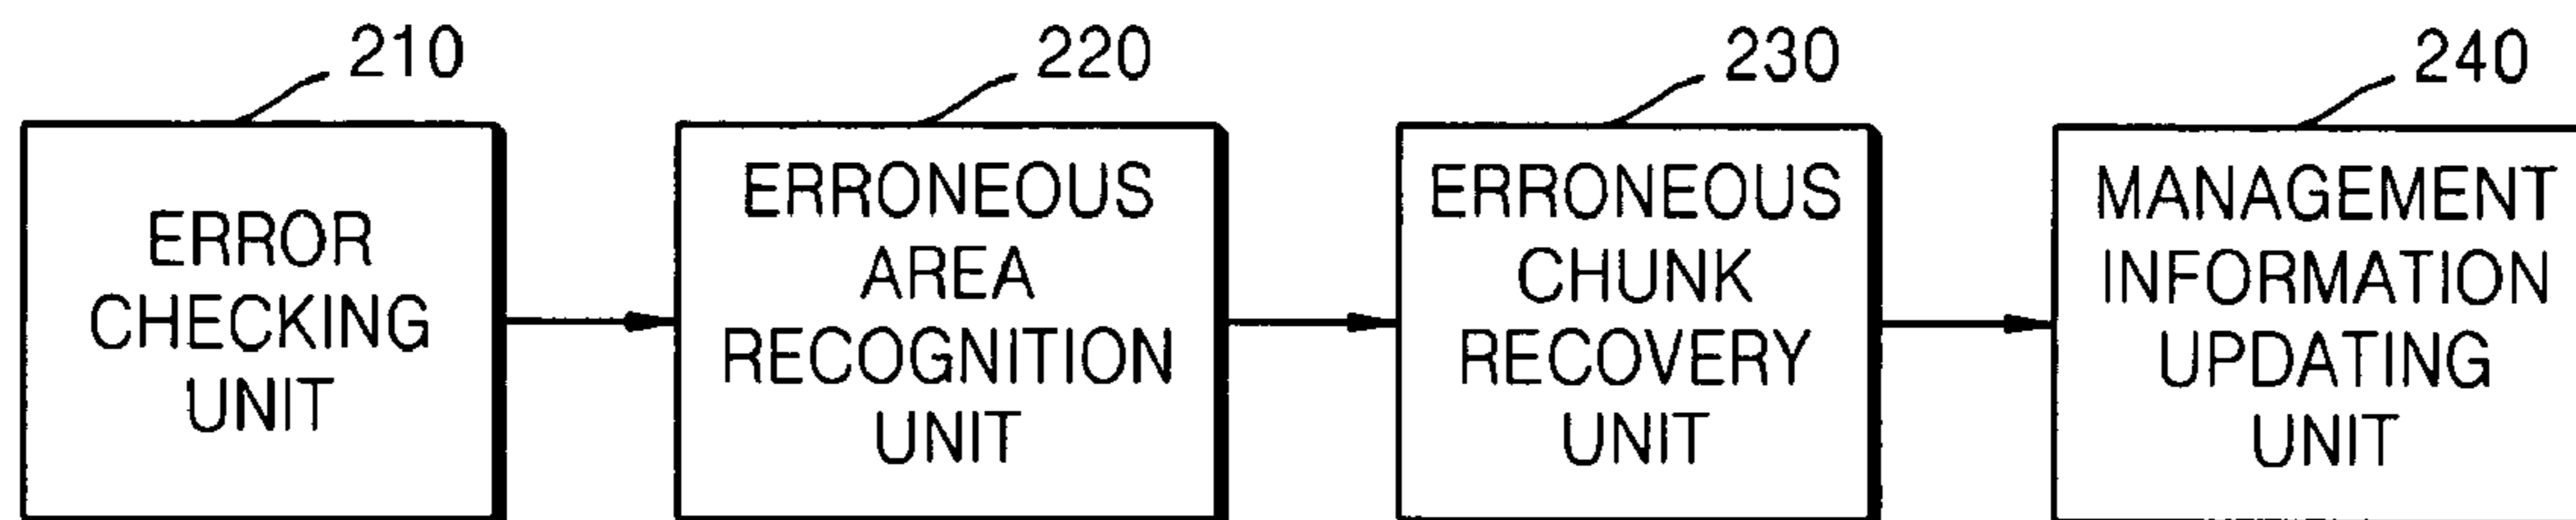 210
220
230
240
ERROR
CHECKING
UNIT
ERRONEOUS
AREA
RECOGNITION
UNIT
ERRONEOUS
CHUNK
RECOVERY
UNIT
MANAGEMENT
INFORMATION
UPDATING
UNIT